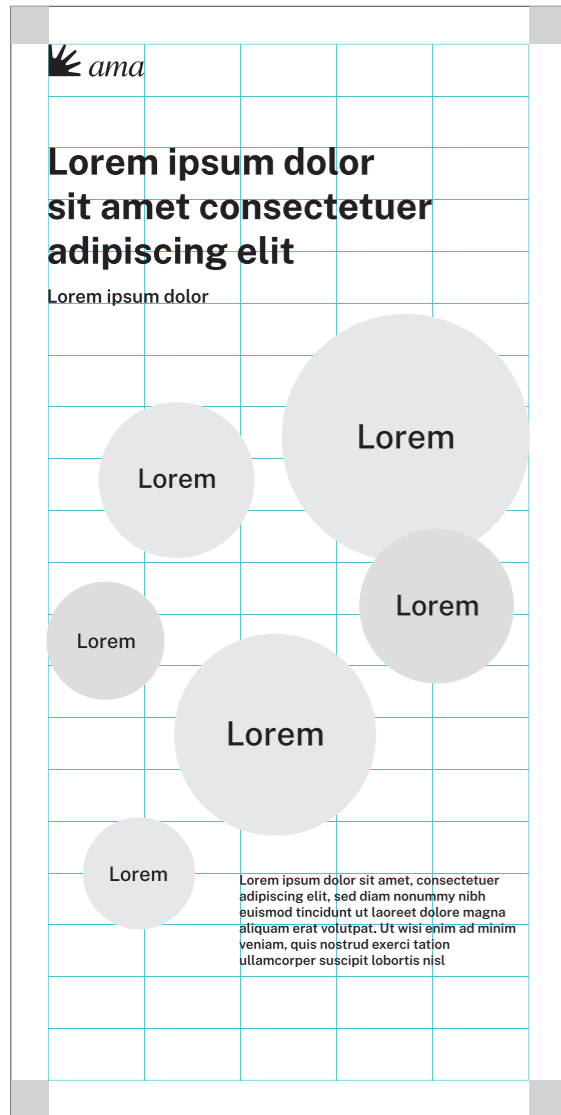 ama
Lorem ipsum dolor
sit amet consectetuer
adipiscing elit
Lorem ipsum dolor
Lorem
Lorem
Lorem
Lorem
Lorem
Lorem
Lorem ipsum dolor sit amet, consectetuer
adipiscing elit, sed diam nonummy nibh
euismod tincidunt ut laoreet dolore magna
aliquam erat volutpat. Ut wisi enim ad minim
veniam, quis nostrud exerci tation
ullamcorper suscipit lobortis nisl